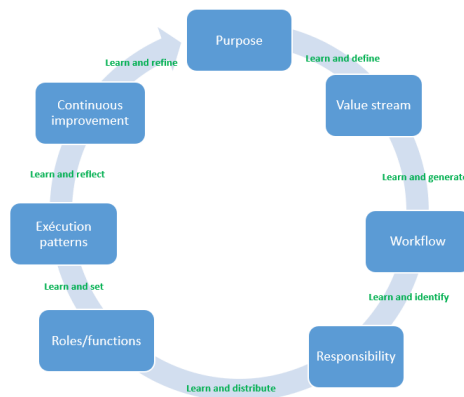 Purpose
Learn and define
Value stream
Learn and generate
Workflow
Learn and identify
Responsibility
Learn and distribute
Roles/functions
Learn and set
Exécution
patterns
Learn and reflect
Continuous
improvement
Learn and refine